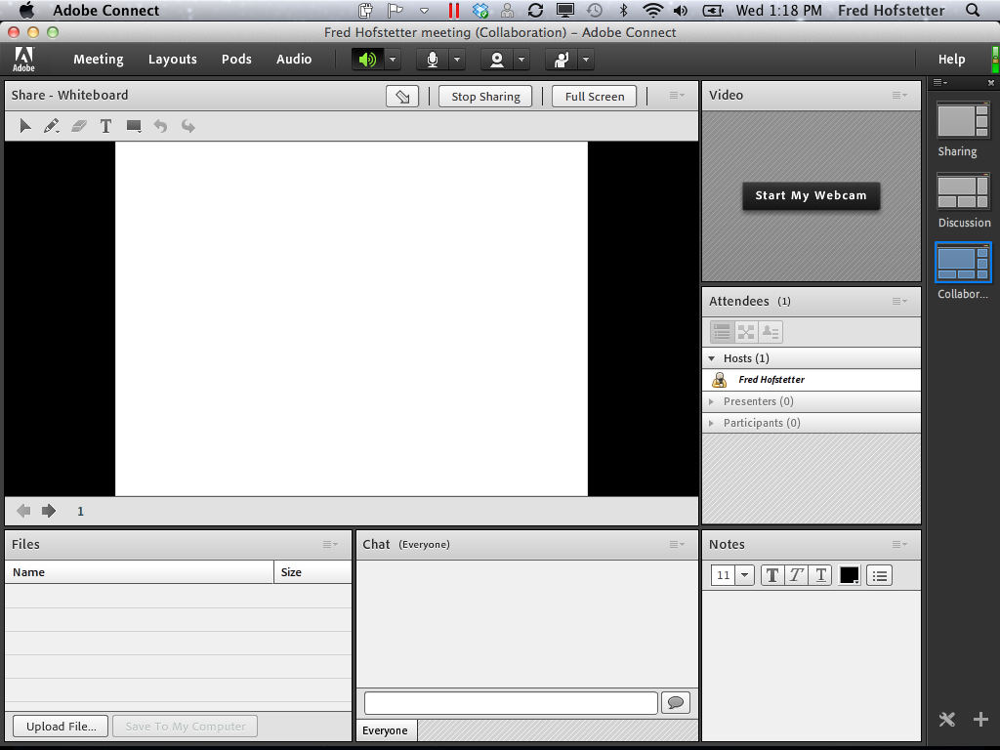 Adobe Connect
Wed 1:18 PM
Fred Hofstetter
Fred Hofstetter meeting (Collaboration) – Adobe Connect
Adobe
Meeting
Layouts
Pods
Audio
Help
Share - Whiteboard
Stop Sharing
Full Screen
T
1
Video
Start My Webcam
Attendees (1)
Hosts (1)
Fred Hofstetter
Presenters (0)
Participants (0)
Sharing
Discussion
Collabor...
Files
Name
Size
Upload File...
Save To My Computer
Chat (Everyone)
Everyone
Notes
11
T
T
T